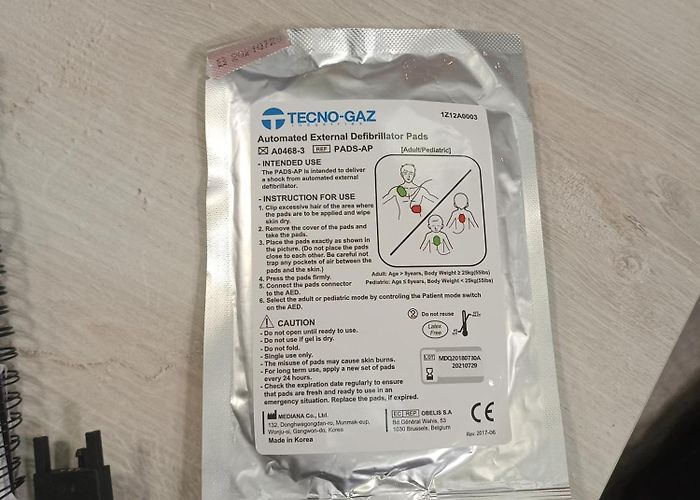 20210729
TECNO-GAZ
INDUSTRIES
1Z12A0003
Automated External Defibrillator Pads
A0468-3 REF PADS-AP [Adult/Pediatric]
- INTENDED USE
The PADS-AP is intended to deliver
a shock from automated external
defibrillator.
- INSTRUCTION FOR USE
1. Clip excessive hair of the area where
the pads are to be applied and wipe
skin dry.
2. Remove the cover of the pads and
take the pads.
3. Place the pads exactly as shown in
the picture. (Do not place the pads
close to each other. Be careful not
trap any pockets of air between the
pads and the skin.)
4. Press the pads firmly.
5. Connect the pads connector
to the AED.
6. Select the adult or pediatric mode by controling the Patient mode switch
on the AED.
Adult: Age > 8years, Body Weight ≥ 25kg(55lbs)
Pediatric: Age ≤ 8years, Body Weight < 25kg(55lbs)
CAUTION
- Do not open until ready to use.
- Do not use if gel is dry.
- Do not fold.
- Single use only.
- The misuse of pads may cause skin burns.
- For long term use, apply a new set of pads
every 24 hours.
- Check the expiration date regularly to ensure
that pads are fresh and ready to use in an
emergency situation. Replace the pads, if expired.
2 Do not reuse
Latex
Free
LOT MDQ20180730A
20210729
MEDIANA Co., Ltd.
132, Donghwagongdan-ro, Munmak-eup,
Wonju-si, Gangwon-do, Korea
Made in Korea
EC REP OBELIS S.A
Bd.Général Wahis, 53
1030 Brussels, Belgium
CE
Rev. 2017-06